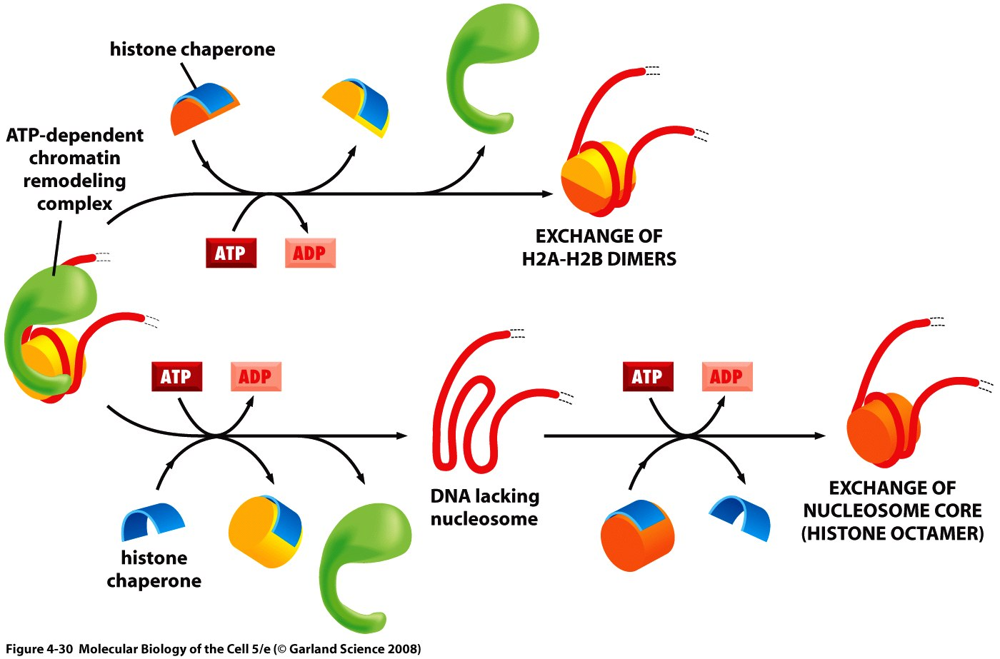 histone chaperone
ATP-dependent
chromatin
remodeling
complex
ATP
ADP
EXCHANGE OF
H2A-H2B DIMERS
ATP
ADP
histone
chaperone
DNA lacking
nucleosome
ATP
ADP
EXCHANGE OF
NUCLEOSOME CORE
(HISTONE OCTAMER)
Figure 4-30 Molecular Biology of the Cell 5/e (© Garland Science 2008)